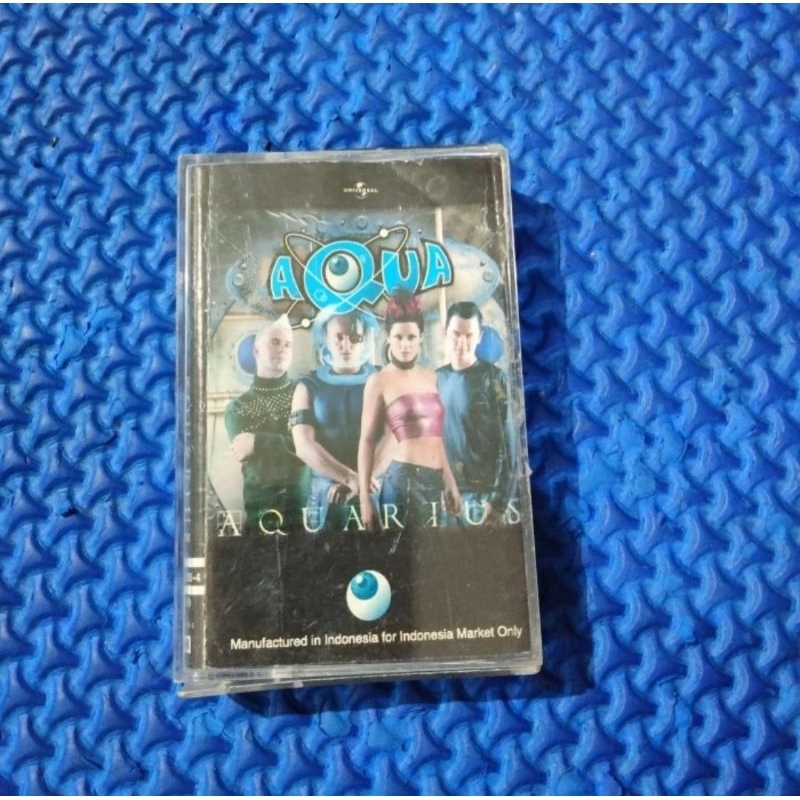 UNIVERSAL
AQUA
AQUARIUS
Manufactured in Indonesia for Indonesia Market Only